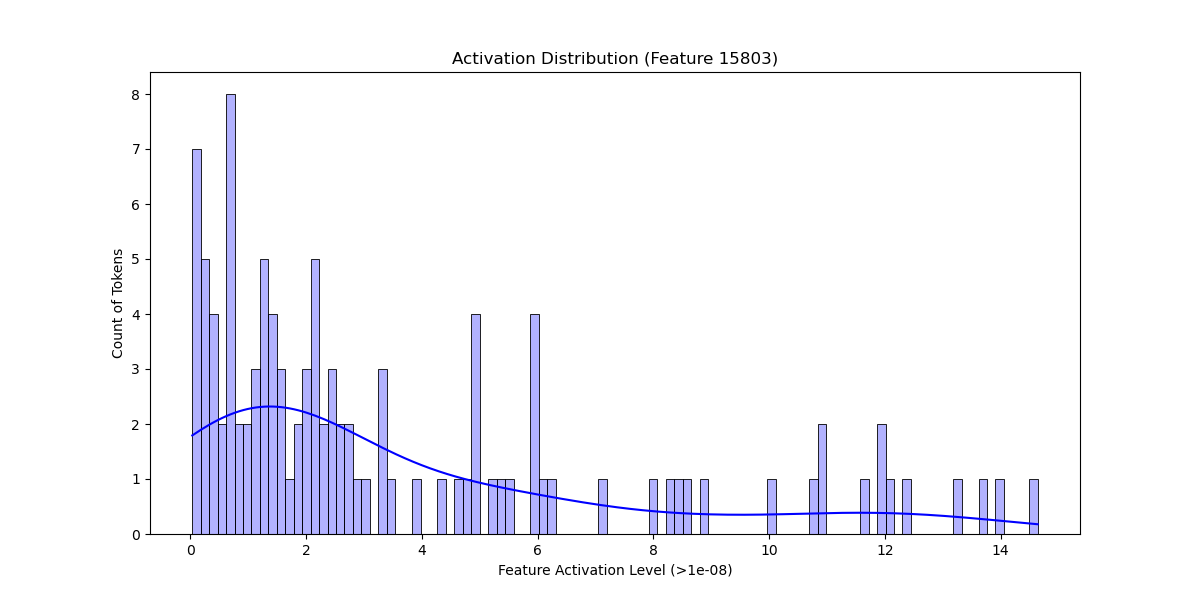 Activation Distribution (Feature 15803)
Count of Tokens
8
7
6
5
4
3
2
1
0
0 2 4 6 8 10 12 14
Feature Activation Level (>1e-08)